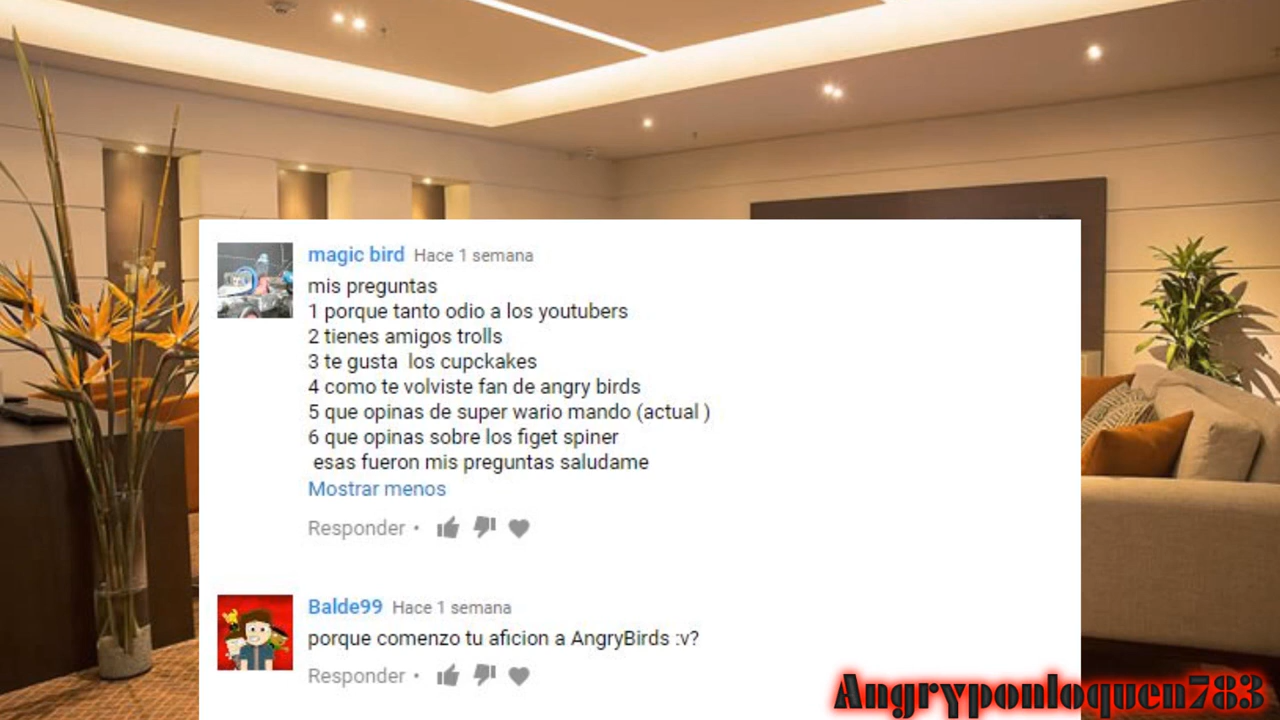 magic bird Hace 1 semana
mis preguntas
1 porque tanto odio a los youtubers
2 tienes amigos trolls
3 te gusta  los cupckakes
4 como te volviste fan de angry birds
5 que opinas de super wario mando (actual )
6 que opinas sobre los figet spiner
esas fueron mis preguntas saludame
Mostrar menos
Responder •
Balde99 Hace 1 semana
porque comenzo tu aficion a AngryBirds :v?
Responder •
Angryponloquen783